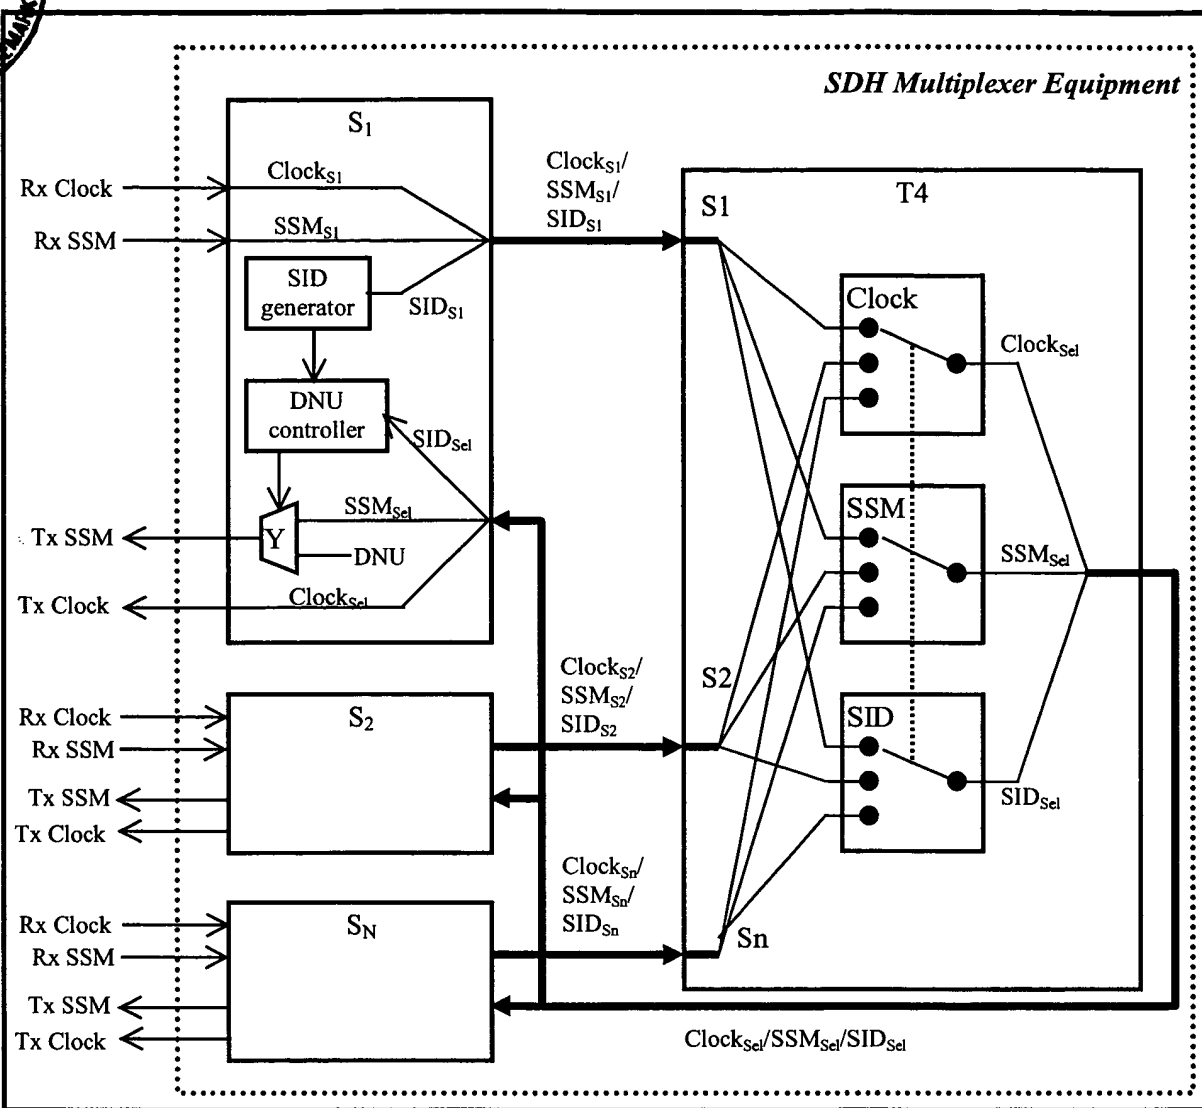 MARK
SDH Multiplexer Equipment
S1
Rx Clock
ClockS1
Rx SSM
SSMS1
SID
generator
SIDS1
DNU
controller
SIDSel
SSMSel
Tx SSM
Y
DNU
Tx Clock
ClockSel
ClockS1/
SSMS1/
SIDS1
T4
S1
Clock
ClockSel
SSM
SSMSel
S2
SID
SIDSel
Sn
ClockS2/
SSMS2/
SIDS2
S2
Rx Clock
Rx SSM
Tx SSM
Tx Clock
ClockSn/
SSMSn/
SIDSn
SN
Rx Clock
Rx SSM
Tx SSM
Tx Clock
ClockSel/SSMSel/SIDSel